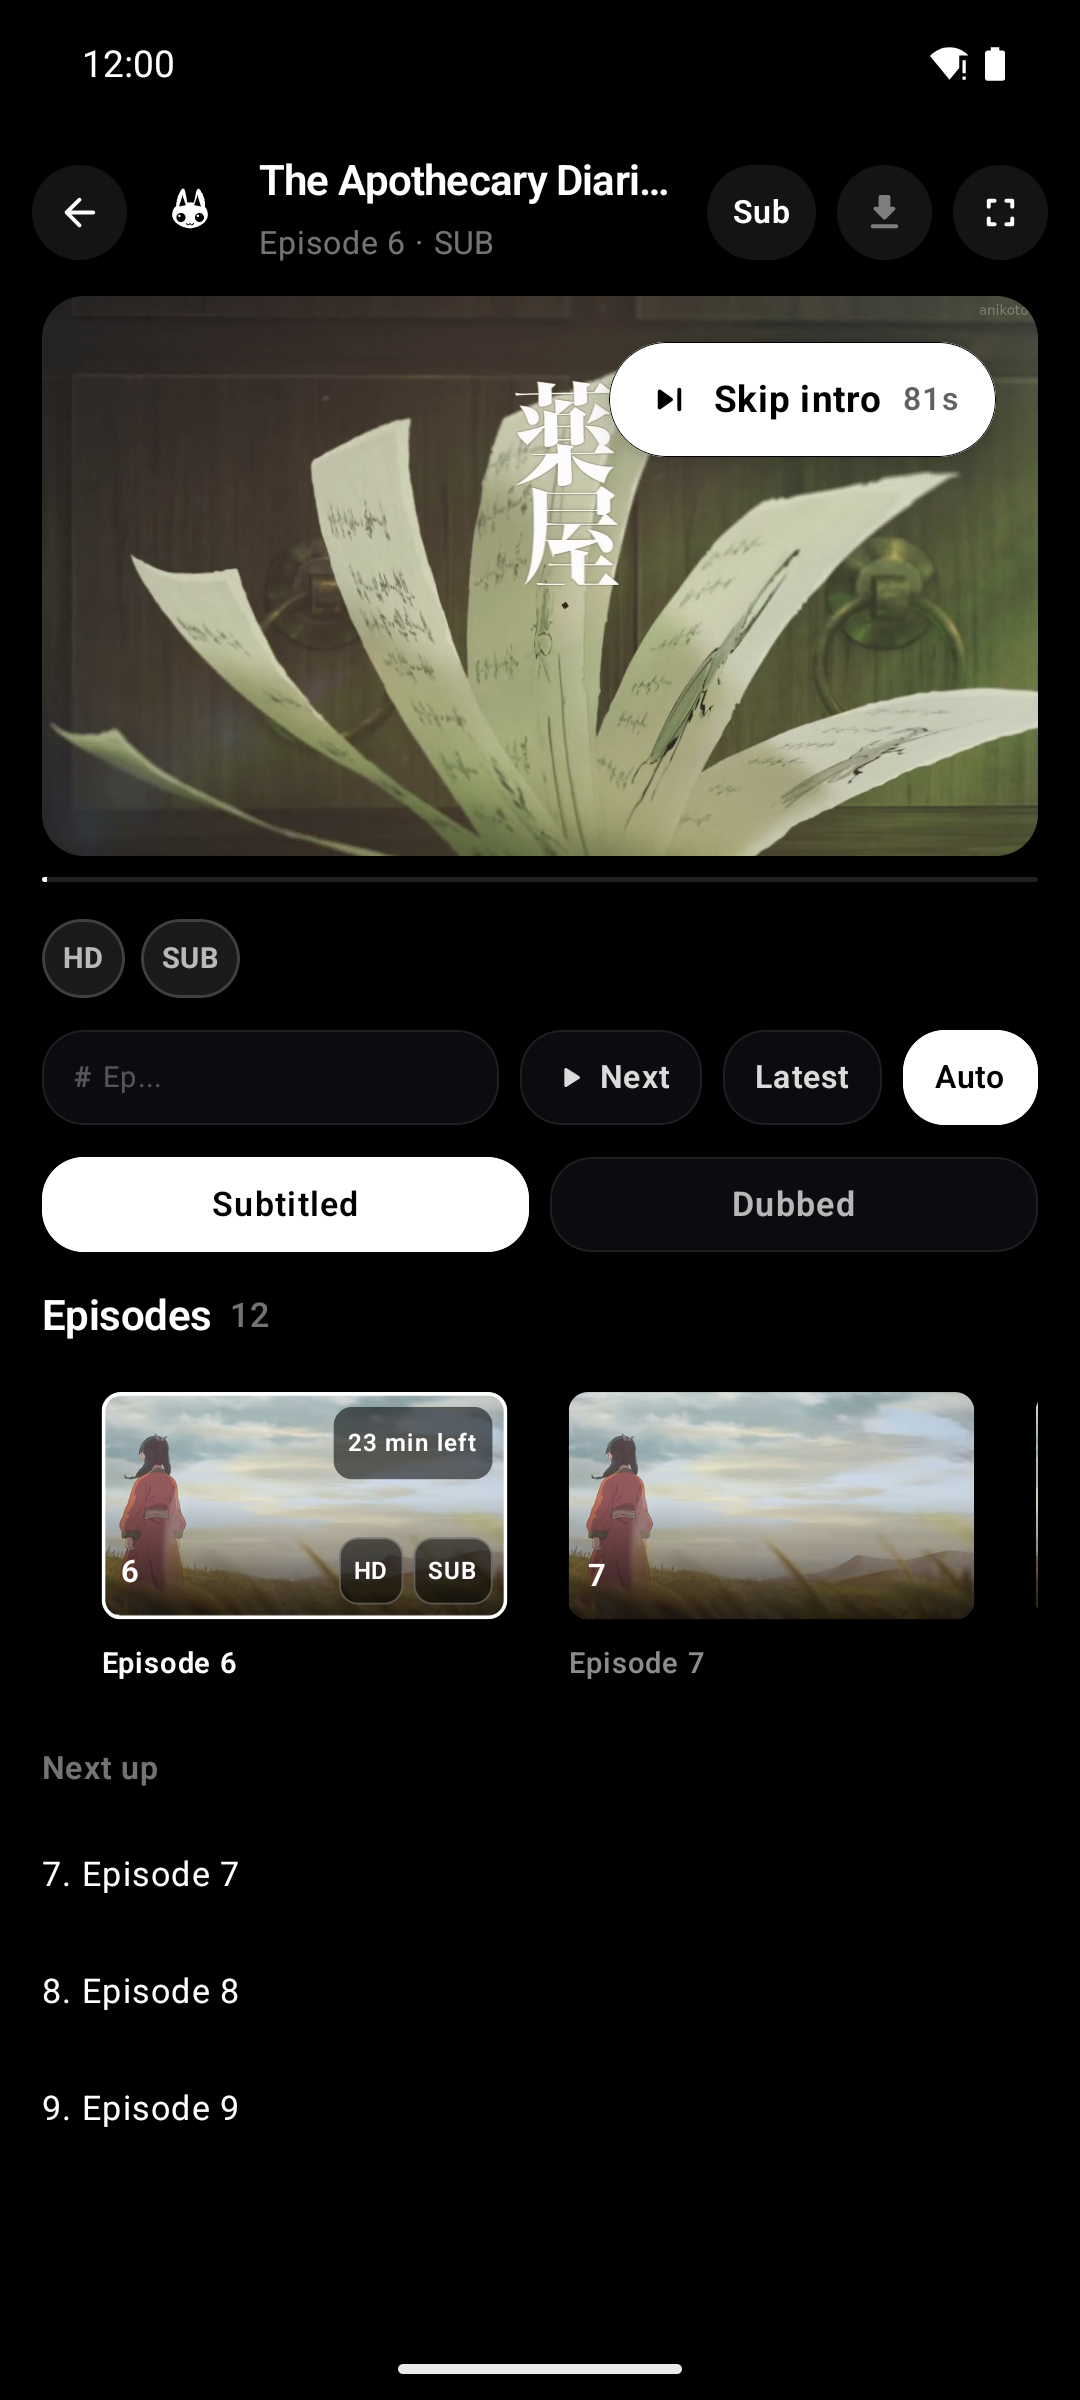 12:00
The Apothecary Diari...
Episode 6 · SUB
Sub
anikoto
Skip intro 81s
薬屋
HD
SUB
# Ep...
Next
Latest
Auto
Subtitled
Dubbed
Episodes 12
23 min left
6
HD
SUB
7
Episode 6
Episode 7
Next up
7. Episode 7
8. Episode 8
9. Episode 9